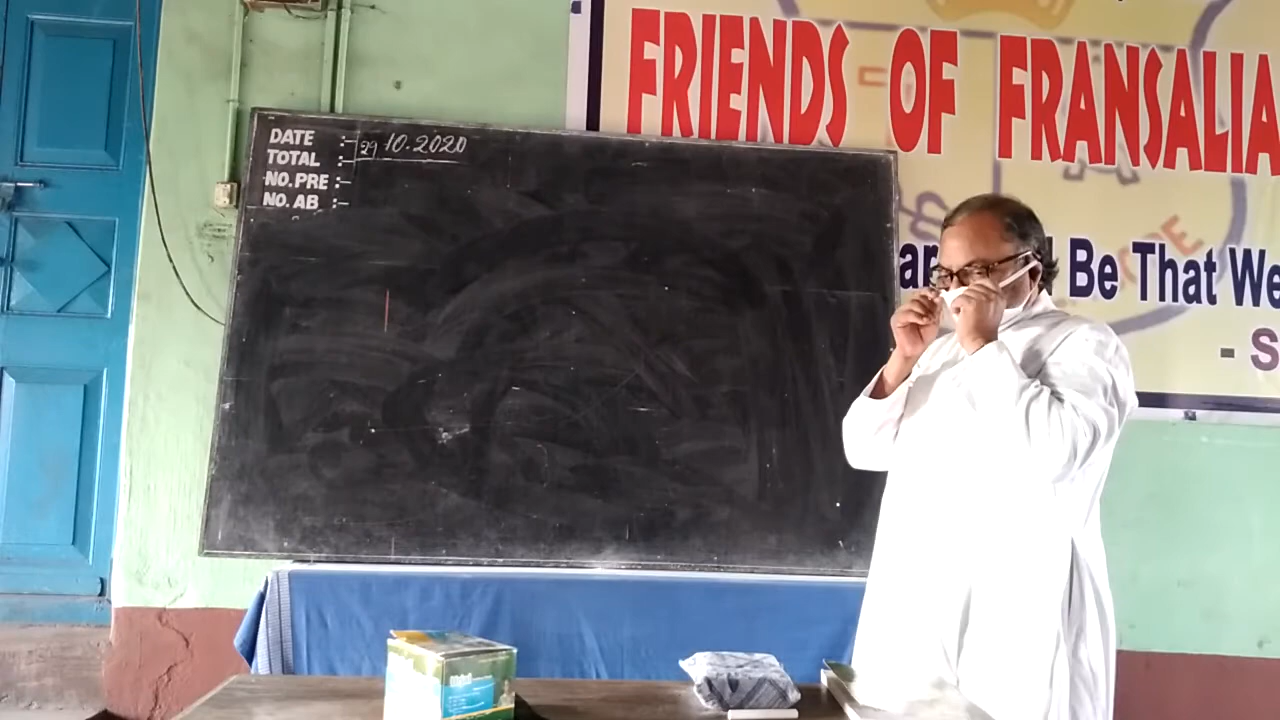 FRIENDS OF FRANSALIA
DATE :- 29 10.2020
TOTAL :-
NO.PRE :-
NO. AB :-
Be That We
- S